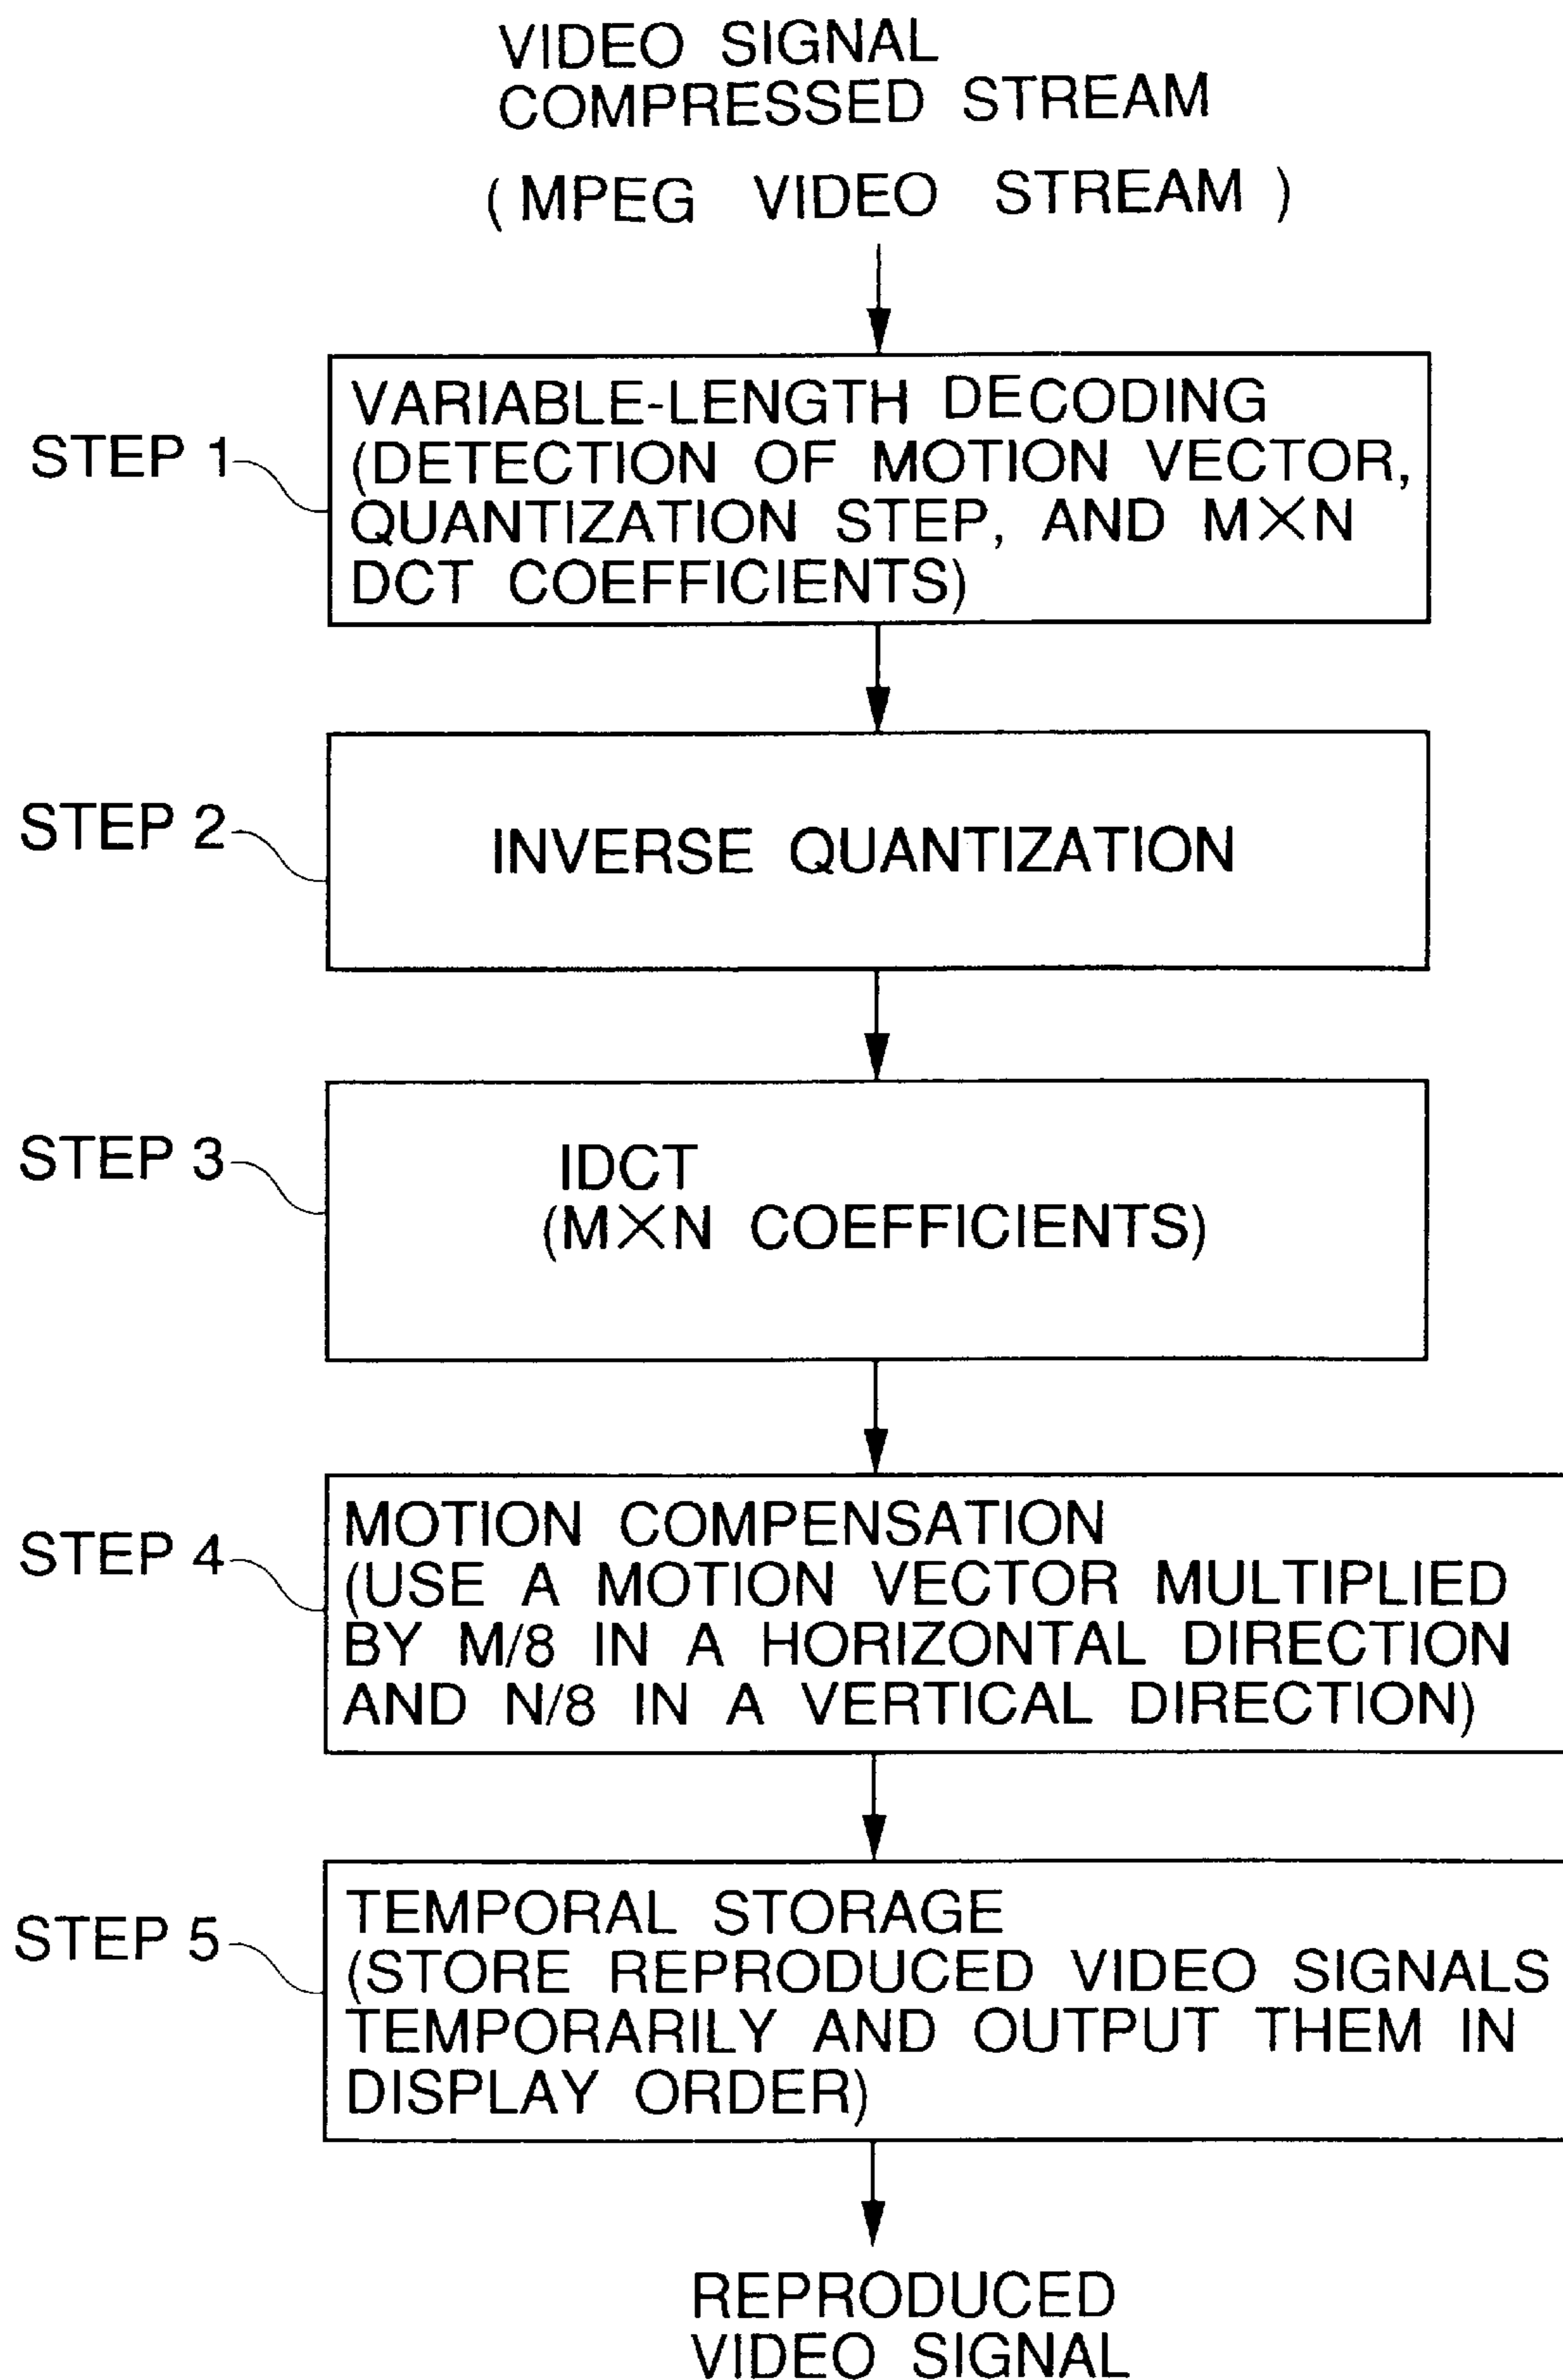 VIDEO SIGNAL
COMPRESSED STREAM
( MPEG VIDEO STREAM )
STEP 1
VARIABLE-LENGTH DECODING
(DETECTION OF MOTION VECTOR,
QUANTIZATION STEP, AND M×N
DCT COEFFICIENTS)
STEP 2
INVERSE QUANTIZATION
STEP 3
IDCT
(M×N COEFFICIENTS)
STEP 4
MOTION COMPENSATION
(USE A MOTION VECTOR MULTIPLIED
BY M/8 IN A HORIZONTAL DIRECTION
AND N/8 IN A VERTICAL DIRECTION)
STEP 5
TEMPORAL STORAGE
(STORE REPRODUCED VIDEO SIGNALS
TEMPORARILY AND OUTPUT THEM IN
DISPLAY ORDER)
REPRODUCED
VIDEO SIGNAL